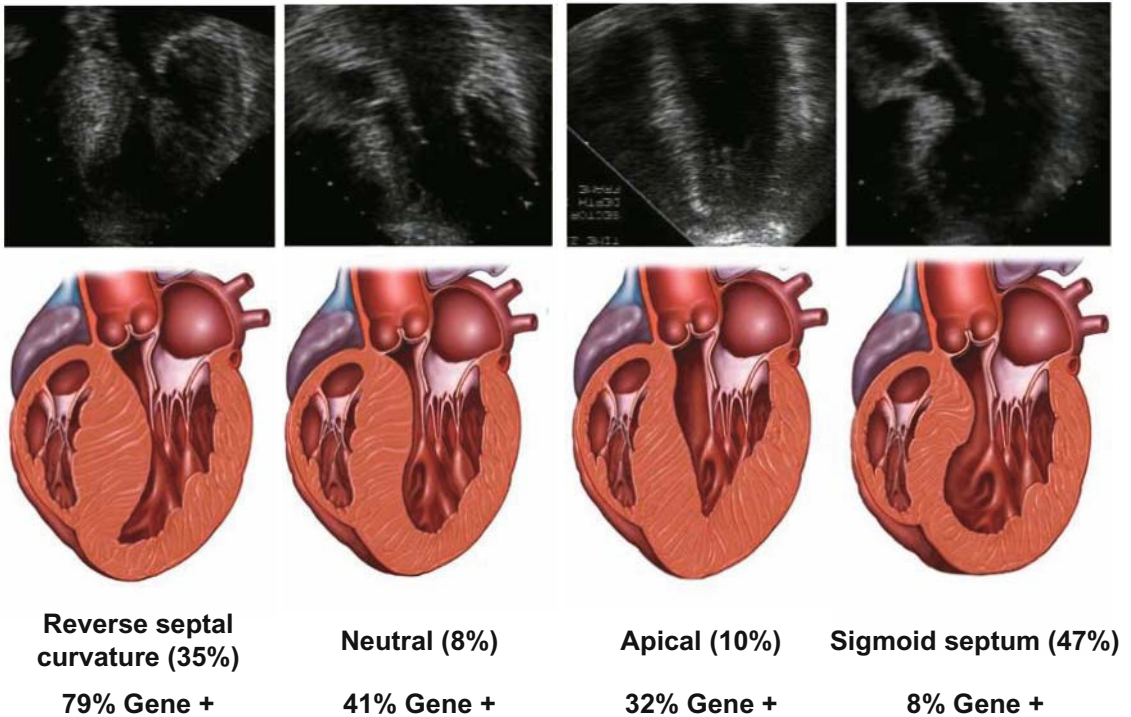 Reverse septal
curvature (35%)
Neutral (8%)
Apical (10%)
Sigmoid septum (47%)
79% Gene +
41% Gene +
32% Gene +
8% Gene +